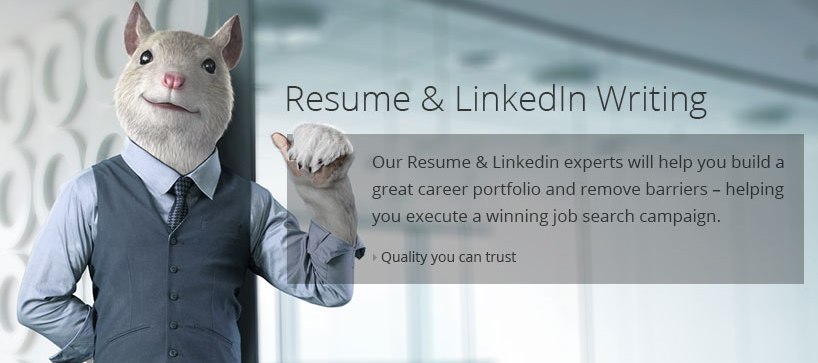 Resume & LinkedIn Writing
Our Resume & Linkedin experts will help you build a
great career portfolio and remove barriers – helping
you execute a winning job search campaign.
Quality you can trust